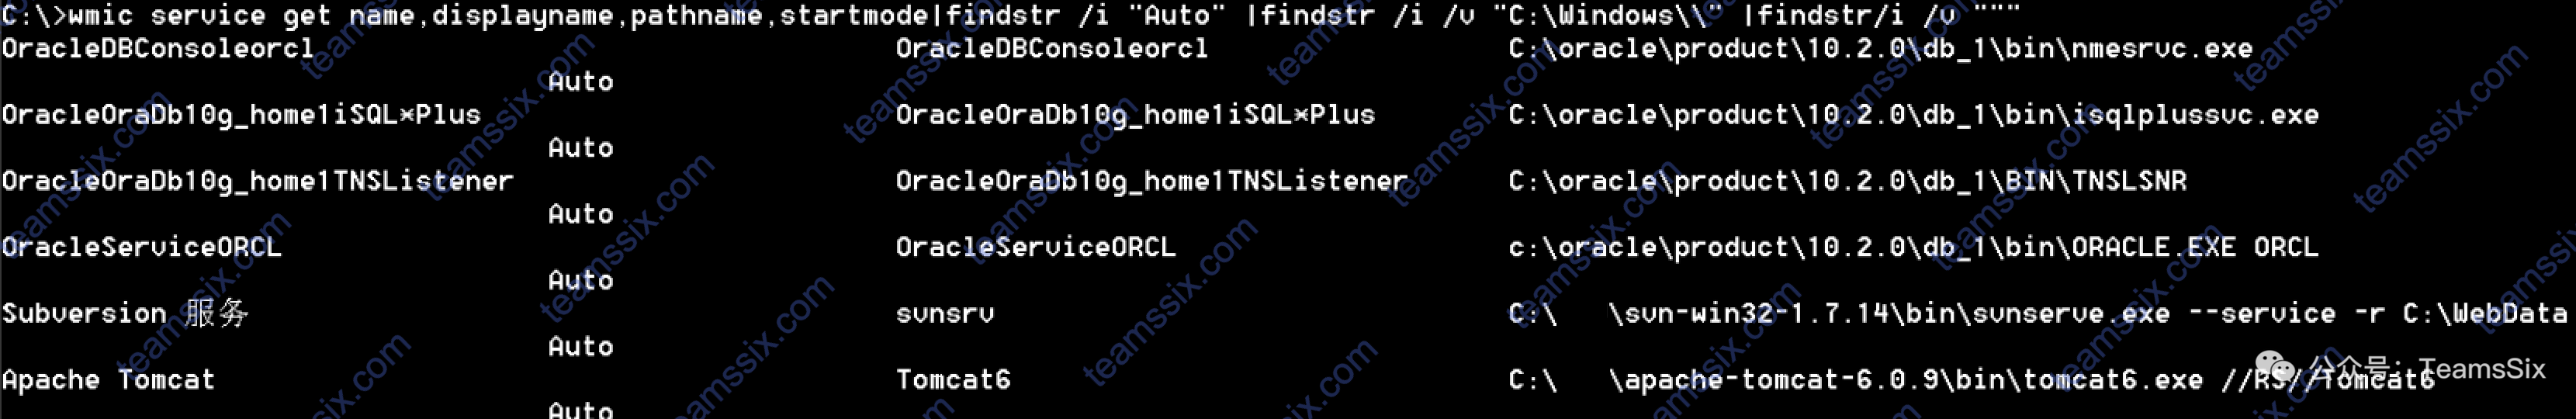 C:\>wmic service get name,displayname,pathname,startmode|findstr /i "Auto" |findstr /i /v "C:\Windows\\" |findstr/i /v """
OracleDBConsoleorcl OracleDBConsoleorcl C:\oracle\product\10.2.0\db_1\bin\nmesrvc.exe
Auto
OracleOraDb10g_home1iSQL*Plus OracleOraDb10g_home1iSQL*Plus C:\oracle\product\10.2.0\db_1\bin\isqlplussvc.exe
Auto
OracleOraDb10g_home1TNSListener OracleOraDb10g_home1TNSListener C:\oracle\product\10.2.0\db_1\BIN\TNSLSNR
Auto
OracleServiceORCL OracleServiceORCL c:\oracle\product\10.2.0\db_1\bin\ORACLE.EXE ORCL
Auto
Subversion 服务 svnsrv C:\ \svn-win32-1.7.14\bin\svnserve.exe --service -r C:\WebData
Auto
Apache Tomcat Tomcat6 C:\ \apache-tomcat-6.0.9\bin\tomcat6.exe //RS//Tomcat6
Auto
公众号：TeamsSix
teamssix.com